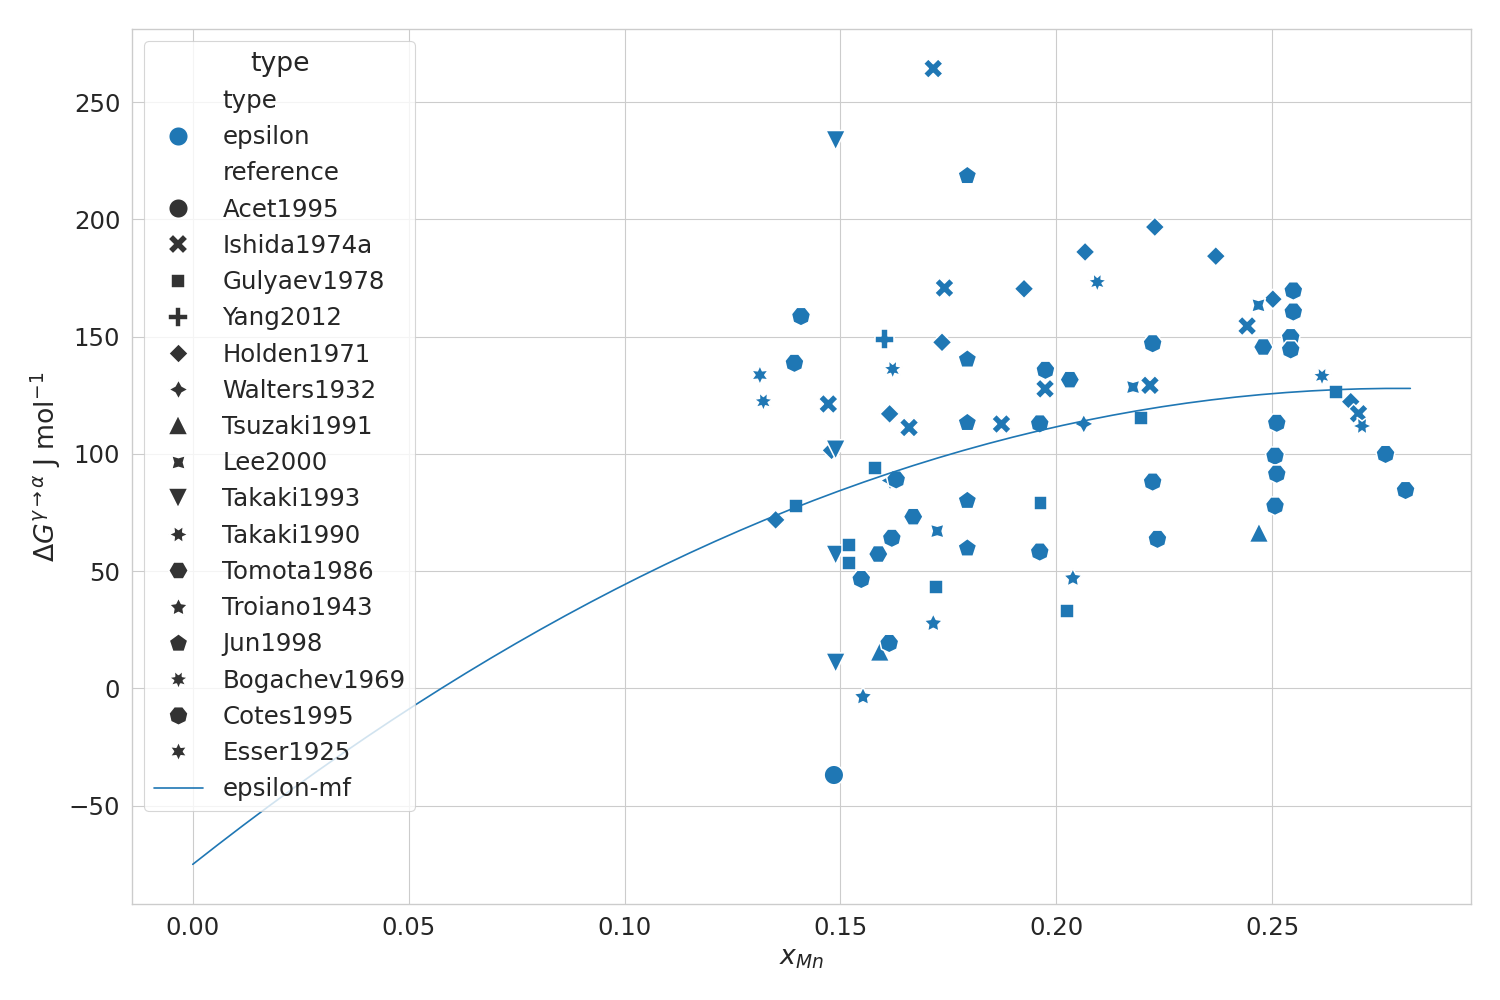 type
type
epsilon
reference
Acet1995
Ishida1974a
Gulyaev1978
Yang2012
Holden1971
Walters1932
Tsuzaki1991
Lee2000
Takaki1993
Takaki1990
Tomota1986
Troiano1943
Jun1998
Bogachev1969
Cotes1995
Esser1925
epsilon-mf
250
200
150
100
50
0
−50
ΔG^{γ→α} J mol^{−1}
0.00 0.05 0.10 0.15 0.20 0.25
x_{Mn}